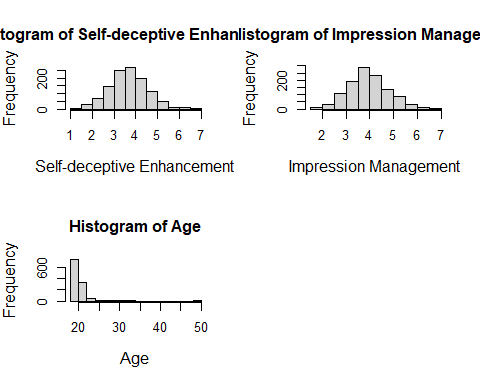 togram of Self-deceptive Enhan
listogram of Impression Manage
Frequency
0 200
1 2 3 4 5 6 7
Self-deceptive Enhancement
Frequency
0 200
2 3 4 5 6 7
Impression Management
Histogram of Age
Frequency
0 600
20 30 40 50
Age